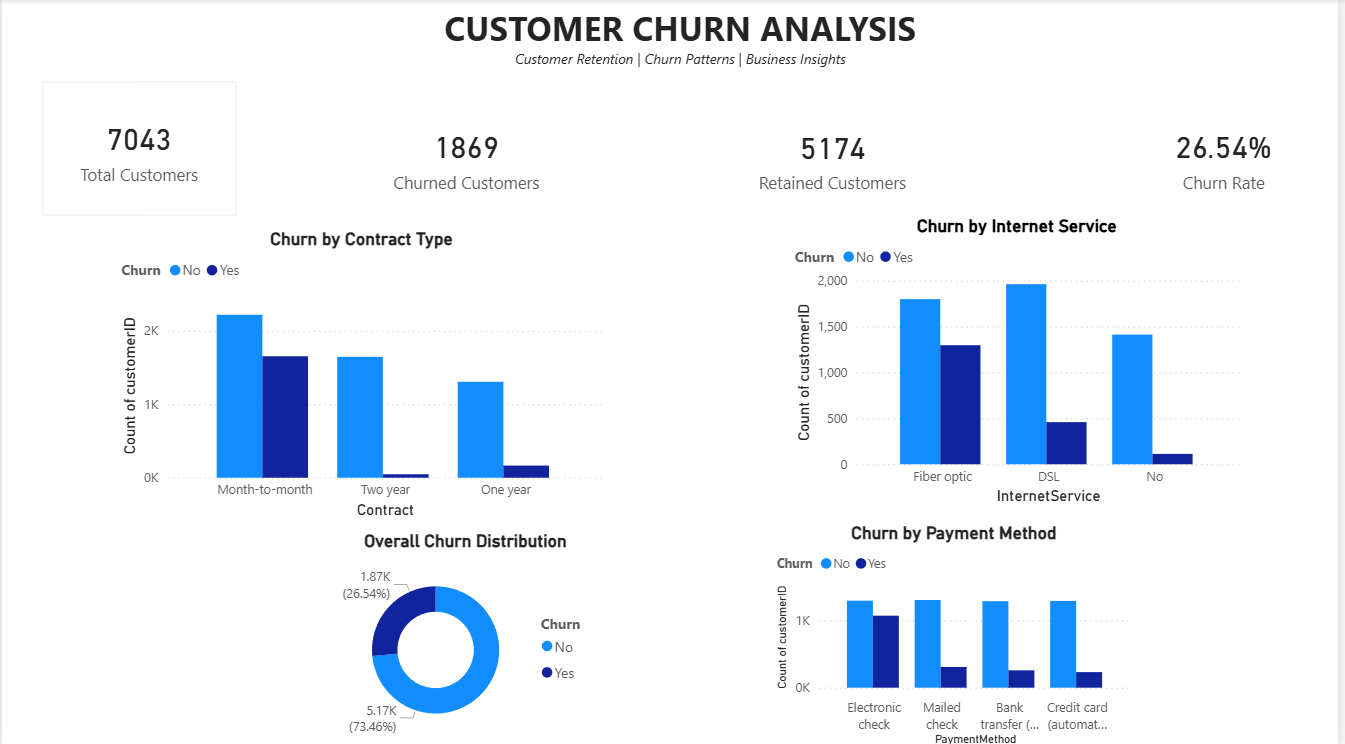 CUSTOMER CHURN ANALYSIS
Customer Retention | Churn Patterns | Business Insights
7043
Total Customers
1869
Churned Customers
5174
Retained Customers
26.54%
Churn Rate
Churn by Contract Type
Churn No Yes
Count of customerID
2K
1K
0K
Month-to-month Two year One year
Contract
Churn by Internet Service
Churn No Yes
Count of customerID
2,000
1,500
1,000
500
0
Fiber optic DSL No
InternetService
Overall Churn Distribution
1.87K
(26.54%)
5.17K
(73.46%)
Churn
No
Yes
Churn by Payment Method
Churn No Yes
Count of customerID
1K
0K
Electronic check
Mailed check
Bank transfer (...
Credit card (automat...
PaymentMethod